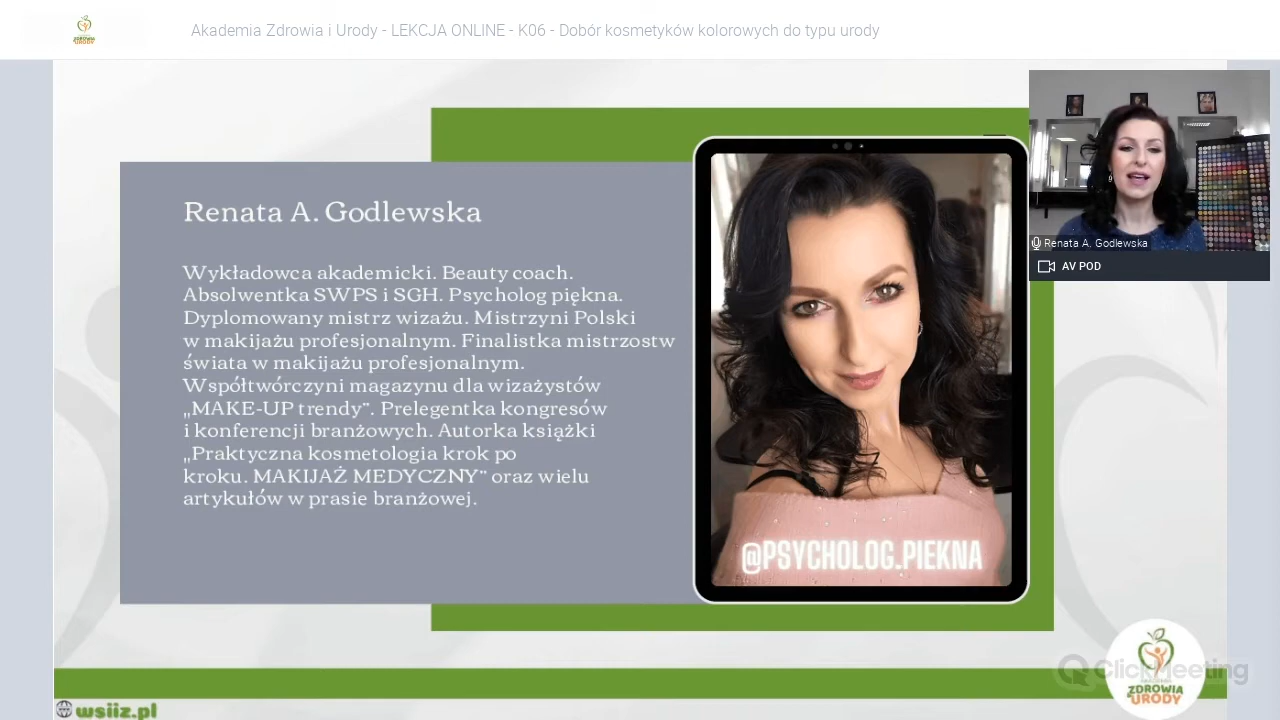 ZDROWIA
URODY
Akademia Zdrowia i Urody - LEKCJA ONLINE - K06 - Dobór kosmetyków kolorowych do typu urody
Renata A. Godlewska
Wykładowca akademicki. Beauty coach.
Absolwentka SWPS i SGH. Psycholog piękna.
Dyplomowany mistrz wizażu. Mistrzyni Polski
w makijażu profesjonalnym. Finalistka mistrzostw
świata w makijażu profesjonalnym.
Współtwórczyni magazynu dla wizażystów
„MAKE-UP trendy”. Prelegentka kongresów
i konferencji branżowych. Autorka książki
„Praktyczna kosmetologia krok po
kroku. MAKIJAŻ MEDYCZNY” oraz wielu
artykułów w prasie branżowej.
@PSYCHOLOG.PIEKNA
Renata A. Godlewska
AV POD
ClickMeeting
ZDROWIA
URODY
wsiiz.pl